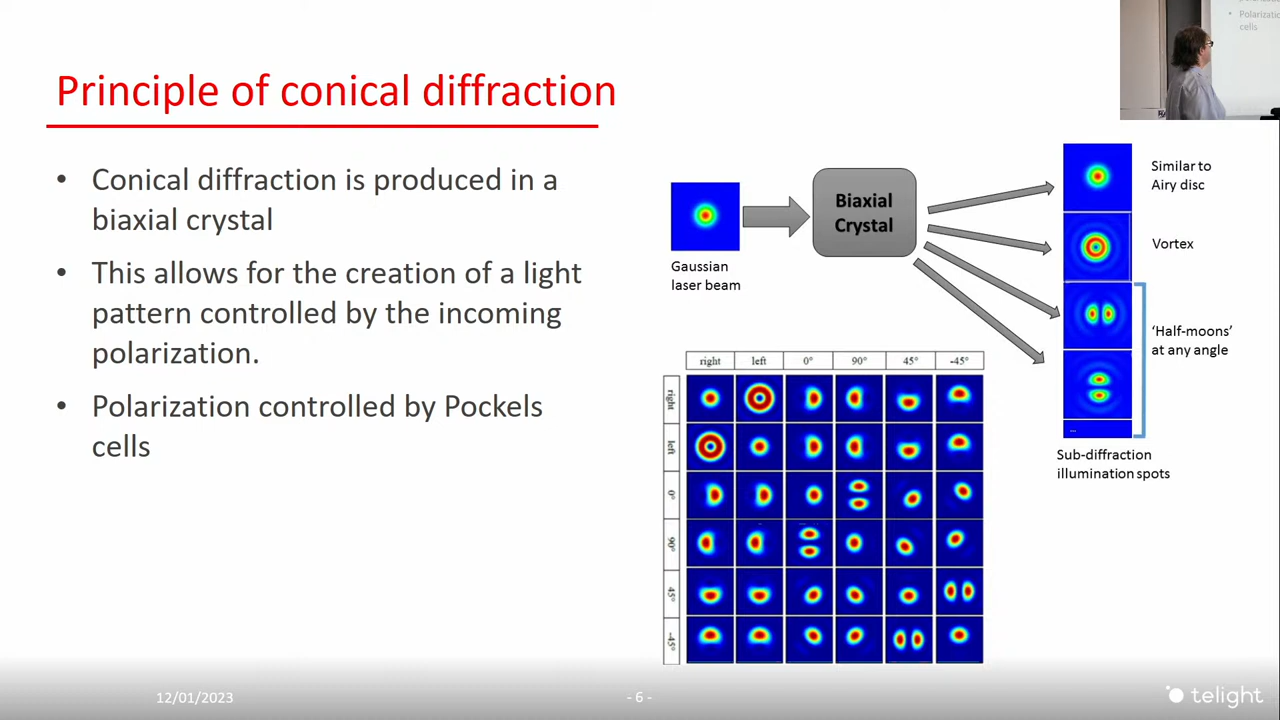 Principle of conical diffraction
• Conical diffraction is produced in a
biaxial crystal
• This allows for the creation of a light
pattern controlled by the incoming
polarization.
• Polarization controlled by Pockels
cells
Gaussian
laser beam
Biaxial
Crystal
Similar to
Airy disc
Vortex
‘Half-moons’
at any angle
Sub-diffraction
illumination spots
right left 0° 90° 45° -45°
right
left
0°
90°
45°
-45°
• Polarizatio
cells
12/01/2023
- 6 -
telight